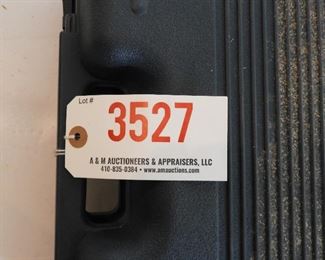 Lot #
3527
A & M AUCTIONEERS & APPRAISERS, LLC
410-835-0384 • www.amauctions.com